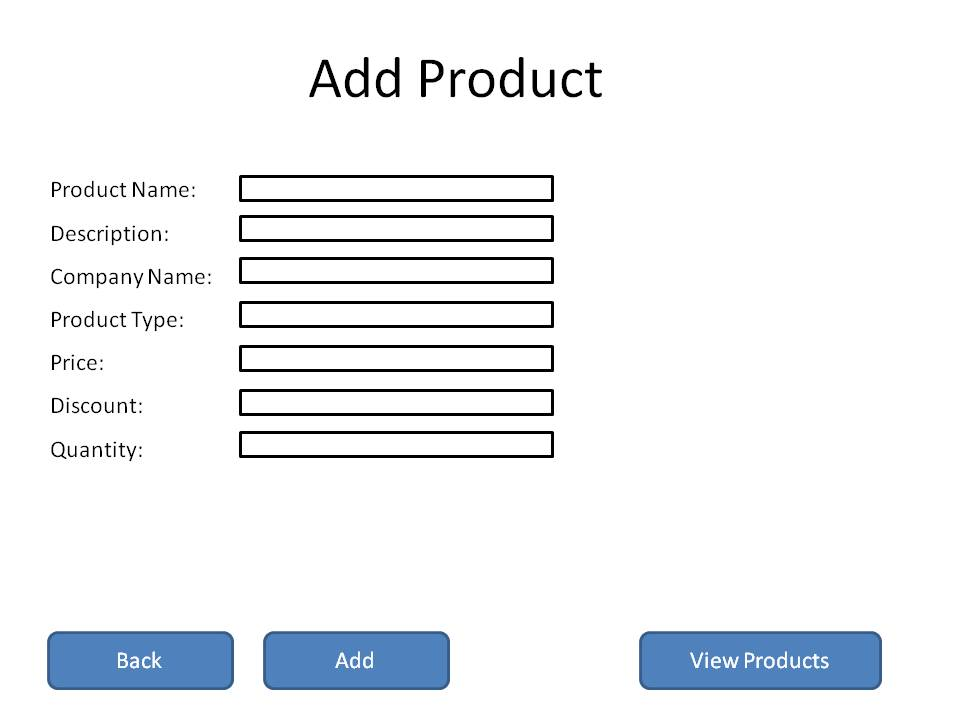 Add Product
Product Name:
Description:
Company Name:
Product Type:
Price:
Discount:
Quantity:
Back
Add
View Products